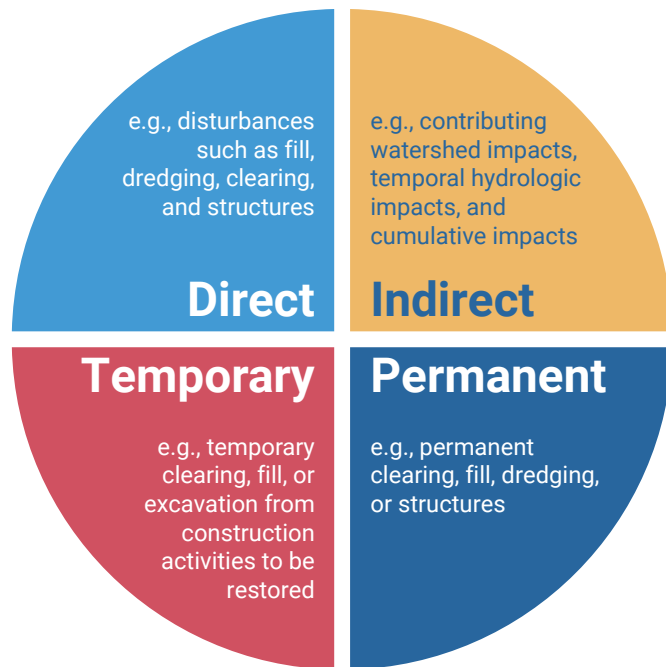 e.g., disturbances
such as fill,
dredging, clearing,
and structures
Direct
e.g., contributing
watershed impacts,
temporal hydrologic
impacts, and
cumulative impacts
Indirect
Temporary
e.g., temporary
clearing, fill, or
excavation from
construction
activities to be
restored
Permanent
e.g., permanent
clearing, fill, dredging,
or structures